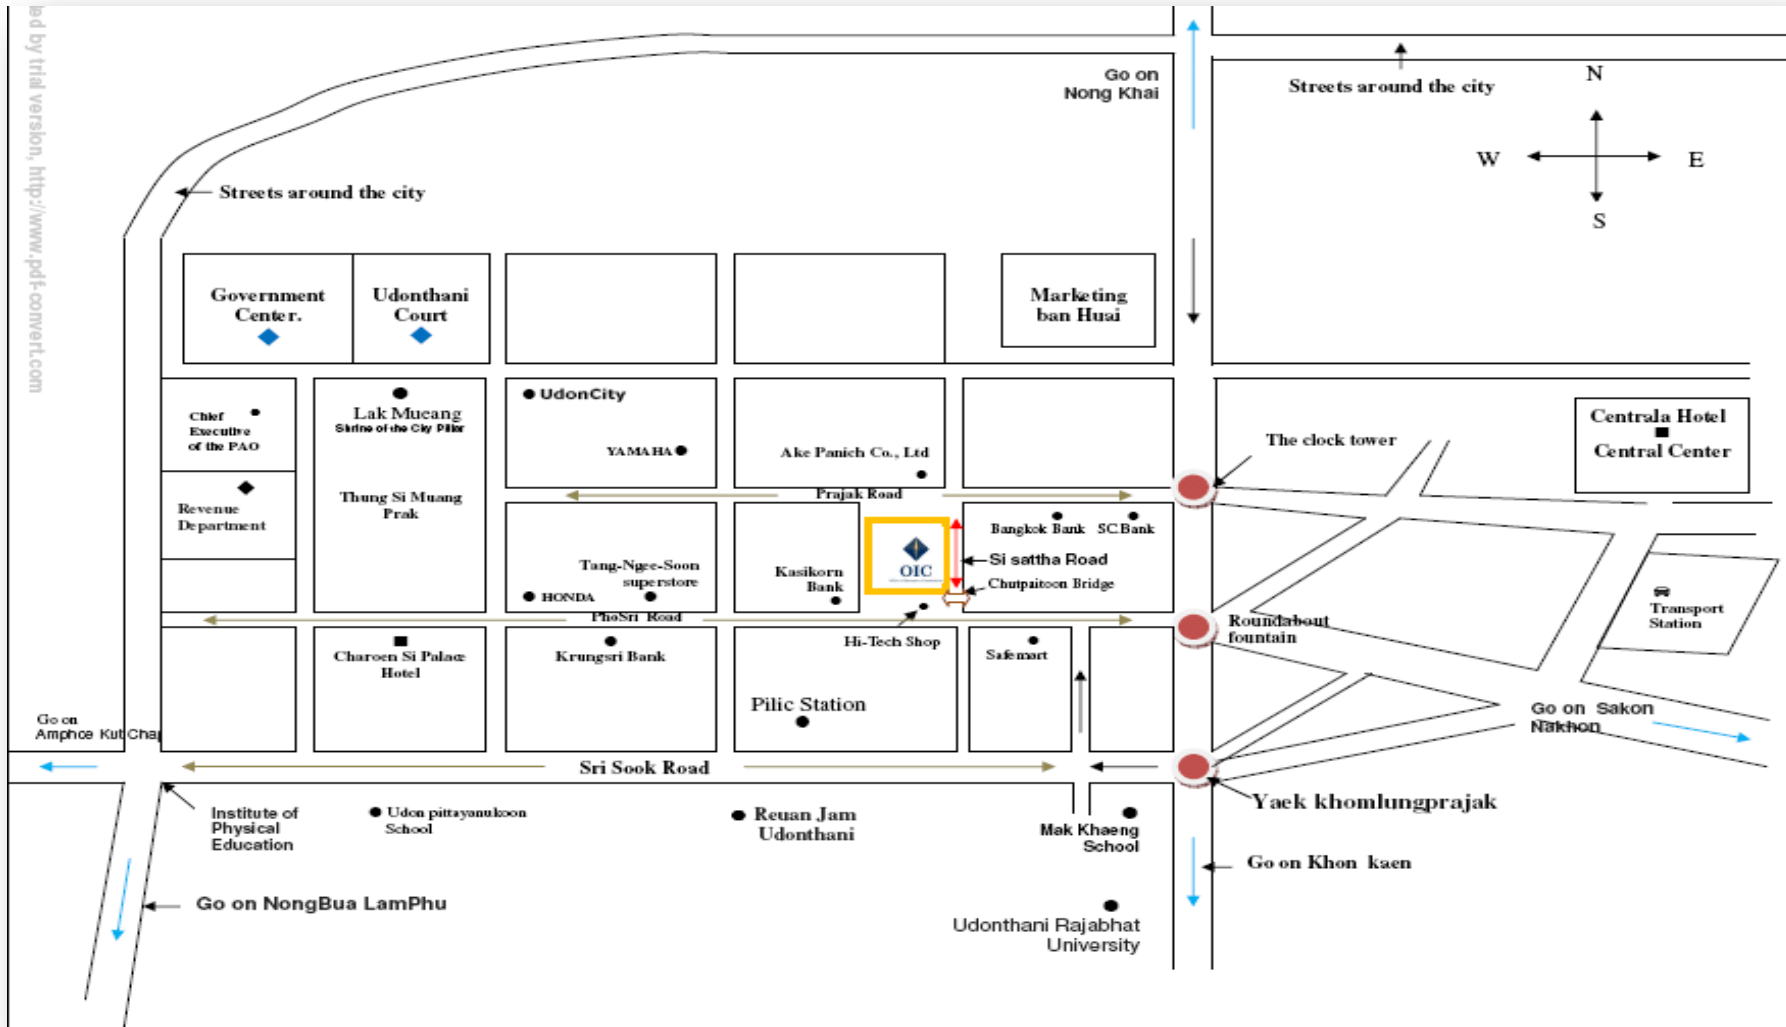 ded by trial version, http://www.pdf-convert.com
Go on
Nong Khai
Streets around the city
N
W
E
S
Streets around the city
Government
Center.
Udonthani
Court
Marketing
ban Huai
Chief
Executive
of the PAO
Lak Mueang
Shrine of the City Pillar
UdonCity
YAMAHA
Ake Panich Co., Ltd
The clock tower
Centrala Hotel
Central Center
Revenue
Department
Thung Si Muang
Prak
Prajak Road
Bangkok Bank
SC.Bank
OIC
Si sattha Road
Chutpaitoon Bridge
Kasikorn
Bank
Tang-Ngee-Soon
superstore
HONDA
PhoSri Road
Hi-Tech Shop
Roundabout
fountain
Transport
Station
Charoen Si Palace
Hotel
Krungsri Bank
Safemart
Pilic Station
Go on Sakon
Nakhon
Go on
Amphoe Kut Chap
Sri Sook Road
Yaek khomlungprajak
Institute of
Physical
Education
Udon pittayanukoon
School
Reuan Jam
Udonthani
Mak Khaeng
School
Go on Khon kaen
Go on NongBua LamPhu
Udonthani Rajabhat
University